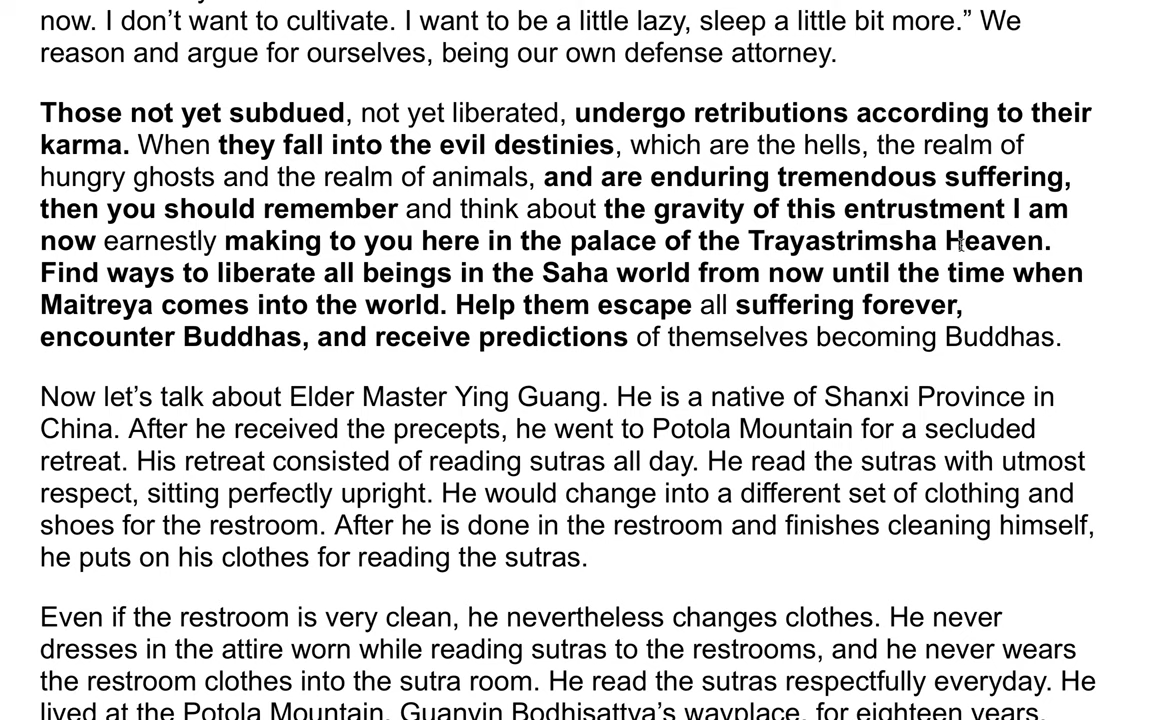 now. I don’t want to cultivate. I want to be a little lazy, sleep a little bit more.” We
reason and argue for ourselves, being our own defense attorney.
Those not yet subdued, not yet liberated, undergo retributions according to their
karma. When they fall into the evil destinies, which are the hells, the realm of
hungry ghosts and the realm of animals, and are enduring tremendous suffering,
then you should remember and think about the gravity of this entrustment I am
now earnestly making to you here in the palace of the Trayastrimsha Heaven.
Find ways to liberate all beings in the Saha world from now until the time when
Maitreya comes into the world. Help them escape all suffering forever,
encounter Buddhas, and receive predictions of themselves becoming Buddhas.
Now let’s talk about Elder Master Ying Guang. He is a native of Shanxi Province in
China. After he received the precepts, he went to Potola Mountain for a secluded
retreat. His retreat consisted of reading sutras all day. He read the sutras with utmost
respect, sitting perfectly upright. He would change into a different set of clothing and
shoes for the restroom. After he is done in the restroom and finishes cleaning himself,
he puts on his clothes for reading the sutras.
Even if the restroom is very clean, he nevertheless changes clothes. He never
dresses in the attire worn while reading sutras to the restrooms, and he never wears
the restroom clothes into the sutra room. He read the sutras respectfully everyday. He
lived at the Potola Mountain, Guanyin Bodhisattva’s wayplace, for eighteen years.